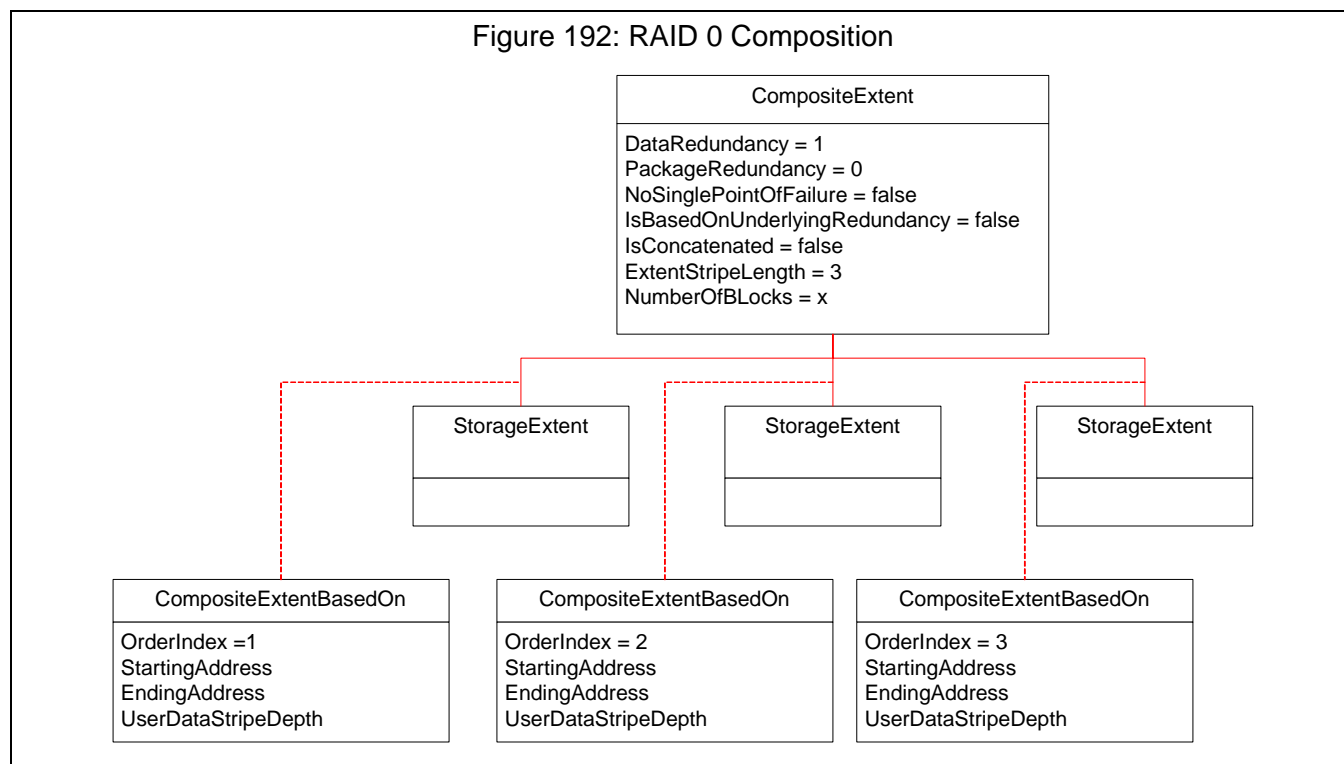 Figure 192: RAID 0 Composition
CompositeExtent
DataRedundancy = 1
PackageRedundancy = 0
NoSinglePointOfFailure = false
IsBasedOnUnderlyingRedundancy = false
IsConcatenated = false
ExtentStripeLength = 3
NumberOfBLocks = x
StorageExtent
StorageExtent
StorageExtent
CompositeExtentBasedOn
OrderIndex =1
StartingAddress
EndingAddress
UserDataStripeDepth
CompositeExtentBasedOn
OrderIndex = 2
StartingAddress
EndingAddress
UserDataStripeDepth
CompositeExtentBasedOn
OrderIndex = 3
StartingAddress
EndingAddress
UserDataStripeDepth